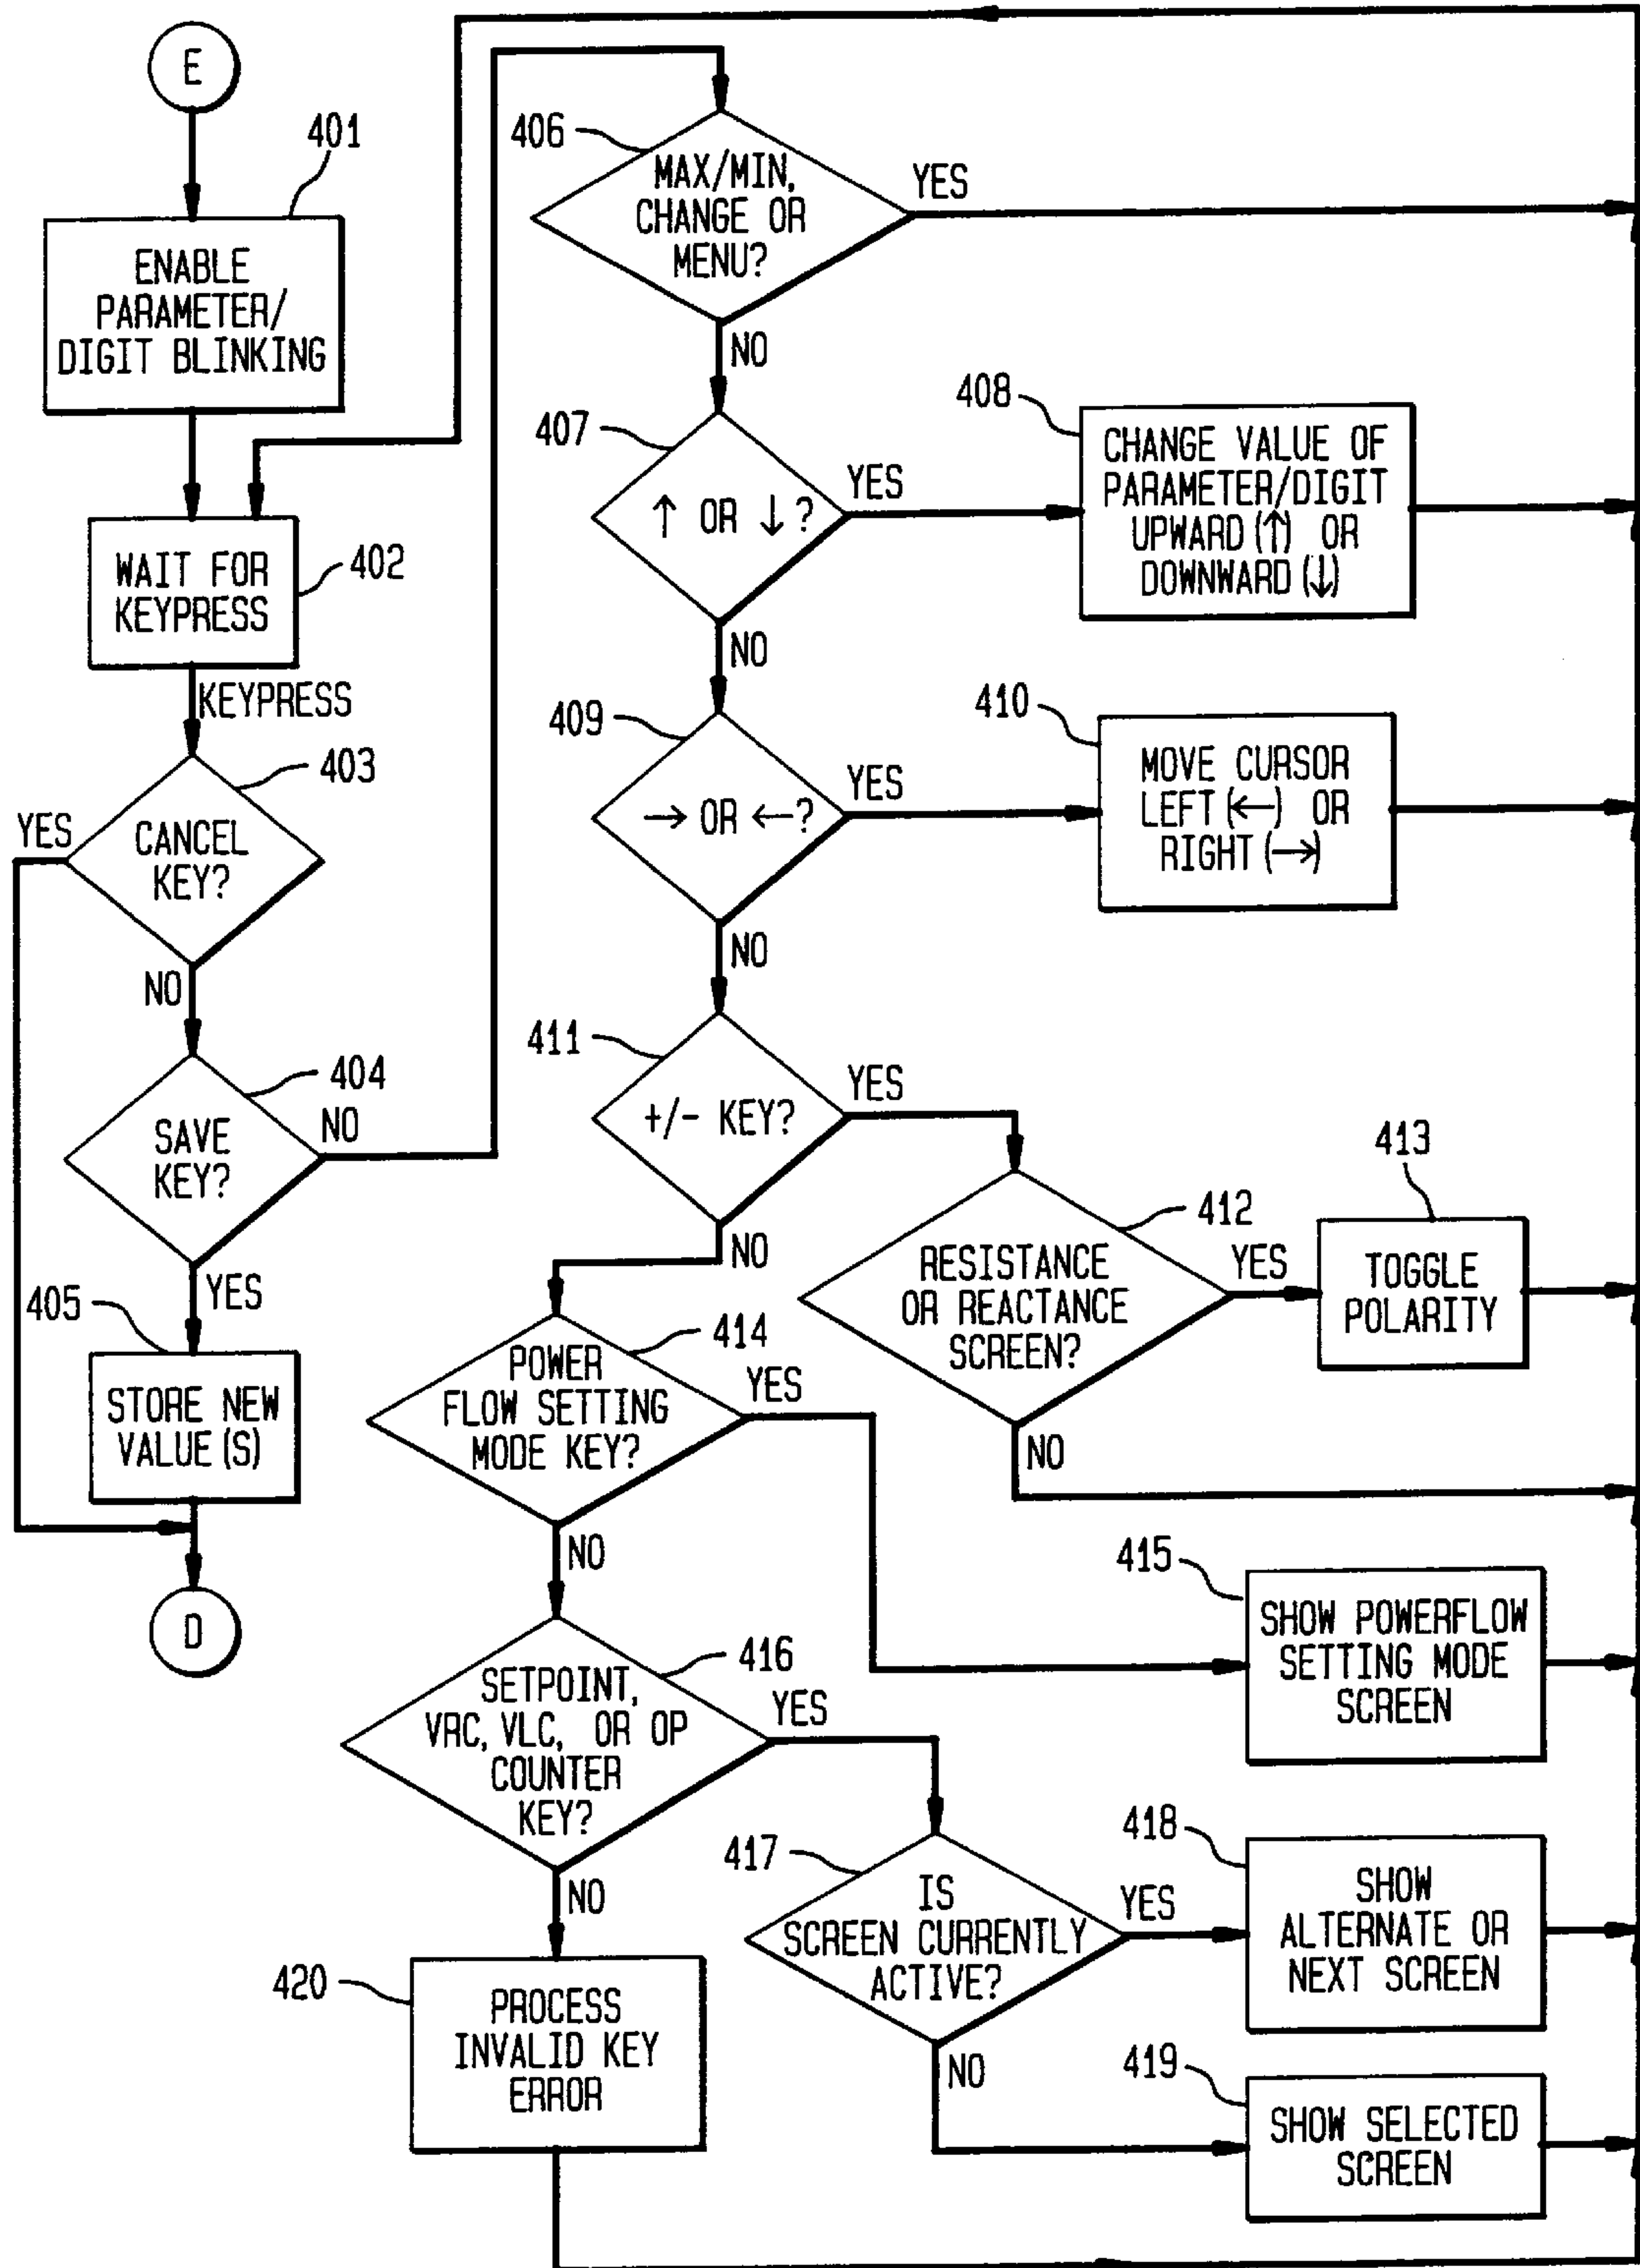 E
401
ENABLE
PARAMETER/
DIGIT BLINKING
WAIT FOR
KEYPRESS
402
KEYPRESS
403
CANCEL
KEY?
YES
NO
404
SAVE
KEY?
NO
YES
405
STORE NEW
VALUE(S)
D
406
MAX/MIN,
CHANGE OR
MENU?
YES
NO
407
↑ OR ↓?
YES
NO
408
CHANGE VALUE OF
PARAMETER/DIGIT
UPWARD (↑) OR
DOWNWARD (↓)
409
→ OR ←?
YES
NO
410
MOVE CURSOR
LEFT (←) OR
RIGHT (→)
411
+/- KEY?
YES
NO
412
RESISTANCE
OR REACTANCE
SCREEN?
YES
NO
413
TOGGLE
POLARITY
414
POWER
FLOW SETTING
MODE KEY?
YES
NO
415
SHOW POWERFLOW
SETTING MODE
SCREEN
416
SETPOINT,
VRC, VLC, OR OP
COUNTER
KEY?
YES
NO
417
IS
SCREEN CURRENTLY
ACTIVE?
YES
NO
418
SHOW
ALTERNATE OR
NEXT SCREEN
419
SHOW SELECTED
SCREEN
420
PROCESS
INVALID KEY
ERROR